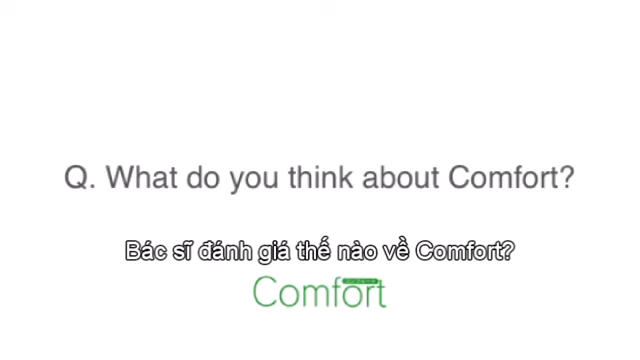 Q. What do you think about Comfort?
Bác sĩ đánh giá thế nào về Comfort?
Comfort